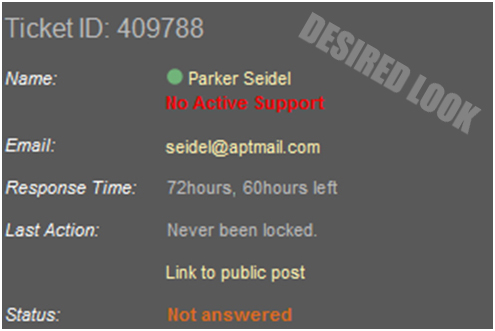 Ticket ID: 409788
DESIRED LOOK
Name: Parker Seidel
No Active Support
Email: seidel@aptmail.com
Response Time: 72hours, 60hours left
Last Action: Never been locked.
Link to public post
Status: Not answered